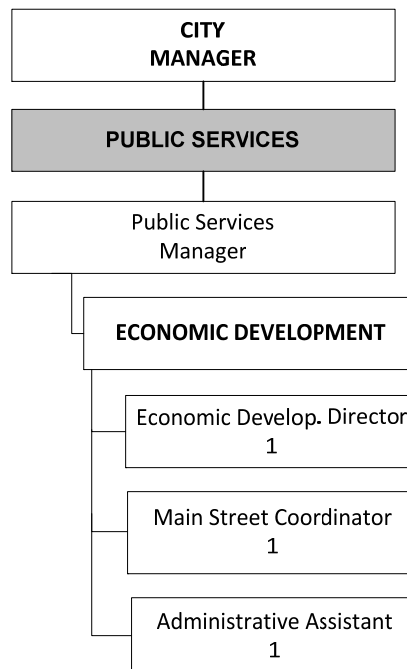 CITY
MANAGER
PUBLIC SERVICES
Public Services
Manager
ECONOMIC DEVELOPMENT
Economic Develop. Director
1
Main Street Coordinator
1
Administrative Assistant
1